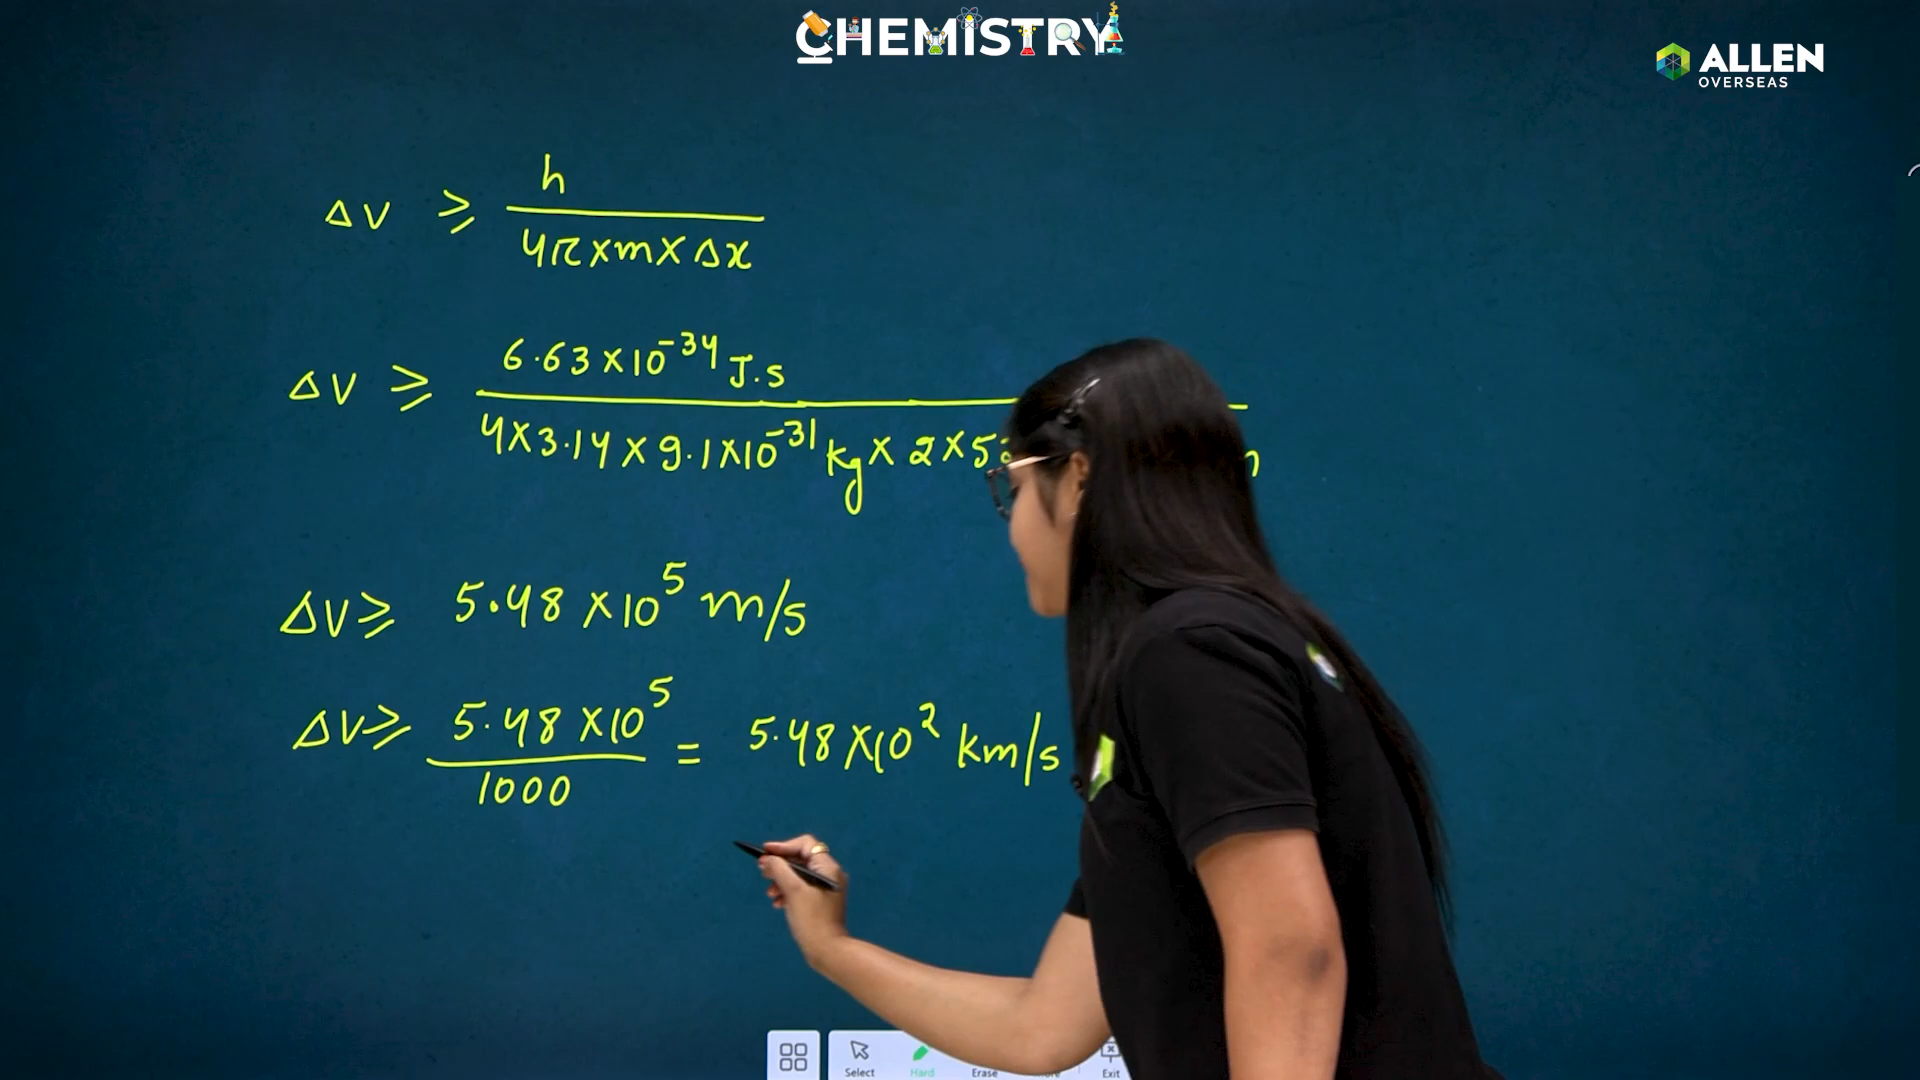 CHEMISTRY
ALLEN
OVERSEAS
Δv ⩾ h / 4π×m×Δx
Δv ⩾ 6.63×10⁻³⁴ J.s / 4×3.14×9.1×10⁻³¹ kg× 2×5
Δv⩾ 5.48×10⁵ m/s
Δv⩾ 5.48×10⁵ / 1000 = 5.48×10² km/s
Select
Hard
Erase
Exit